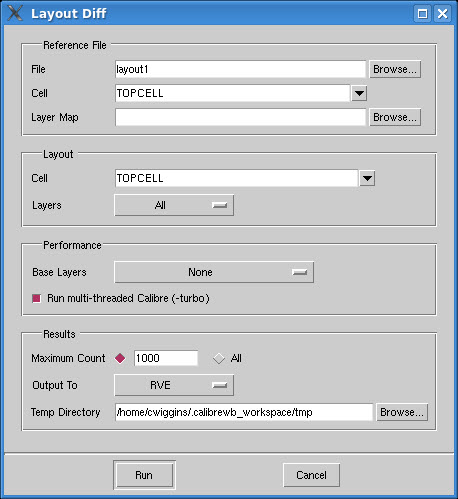 Layout Diff
Reference File
File layout1 Browse...
Cell TOPCELL
Layer Map Browse...
Layout
Cell TOPCELL
Layers All
Performance
Base Layers None
Run multi-threaded Calibre (-turbo)
Results
Maximum Count 1000 All
Output To RVE
Temp Directory /home/cwiggins/.calibrewb_workspace/tmp Browse...
Run Cancel